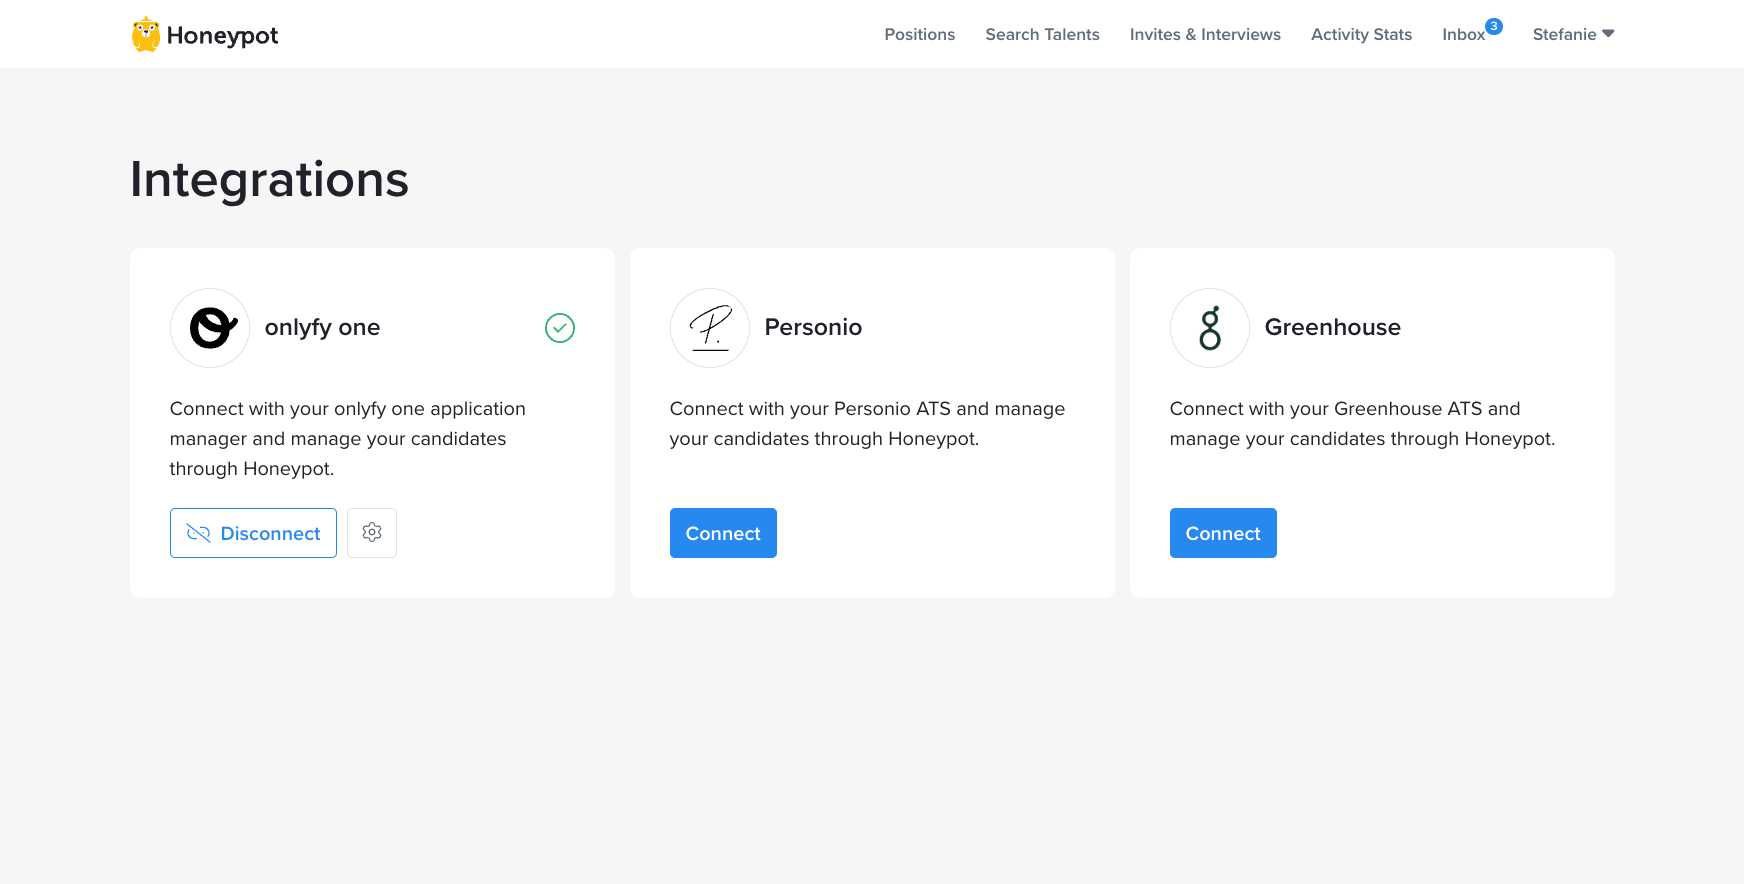 Honeypot
Positions
Search Talents
Invites & Interviews
Activity Stats
Inbox
3
Stefanie
Integrations
onlyfy one
Connect with your onlyfy one application
manager and manage your candidates
through Honeypot.
Disconnect
P.
Personio
Connect with your Personio ATS and manage
your candidates through Honeypot.
Connect
g
Greenhouse
Connect with your Greenhouse ATS and
manage your candidates through Honeypot.
Connect